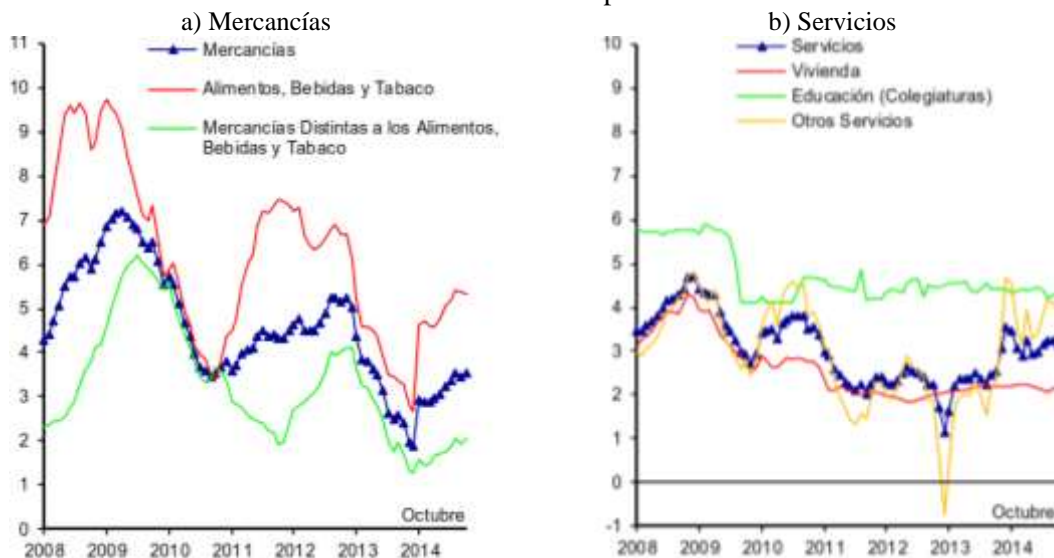 a) Mercancías
11
10
9
8
7
6
5
4
3
2
1
0
Mercancías
Alimentos, Bebidas y Tabaco
Mercancías Distintas a los Alimentos,
Bebidas y Tabaco
Octubre
2008 2009 2010 2011 2012 2013 2014
b) Servicios
10
9
8
7
6
5
4
3
2
1
0
-1
Servicios
Vivienda
Educación (Colegiaturas)
Otros Servicios
Octubre
2008 2009 2010 2011 2012 2013 2014